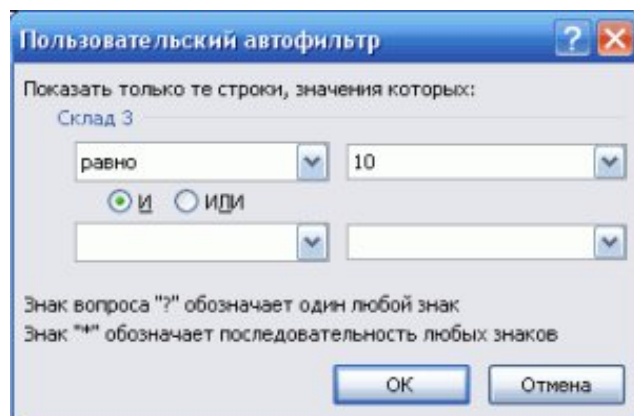 Пользовательский автофильтр
Показать только те строки, значения которых:
Склад 3
равно 10
И ИЛИ
Знак вопроса "?" обозначает один любой знак
Знак "*" обозначает последовательность любых знаков
ОК Отмена